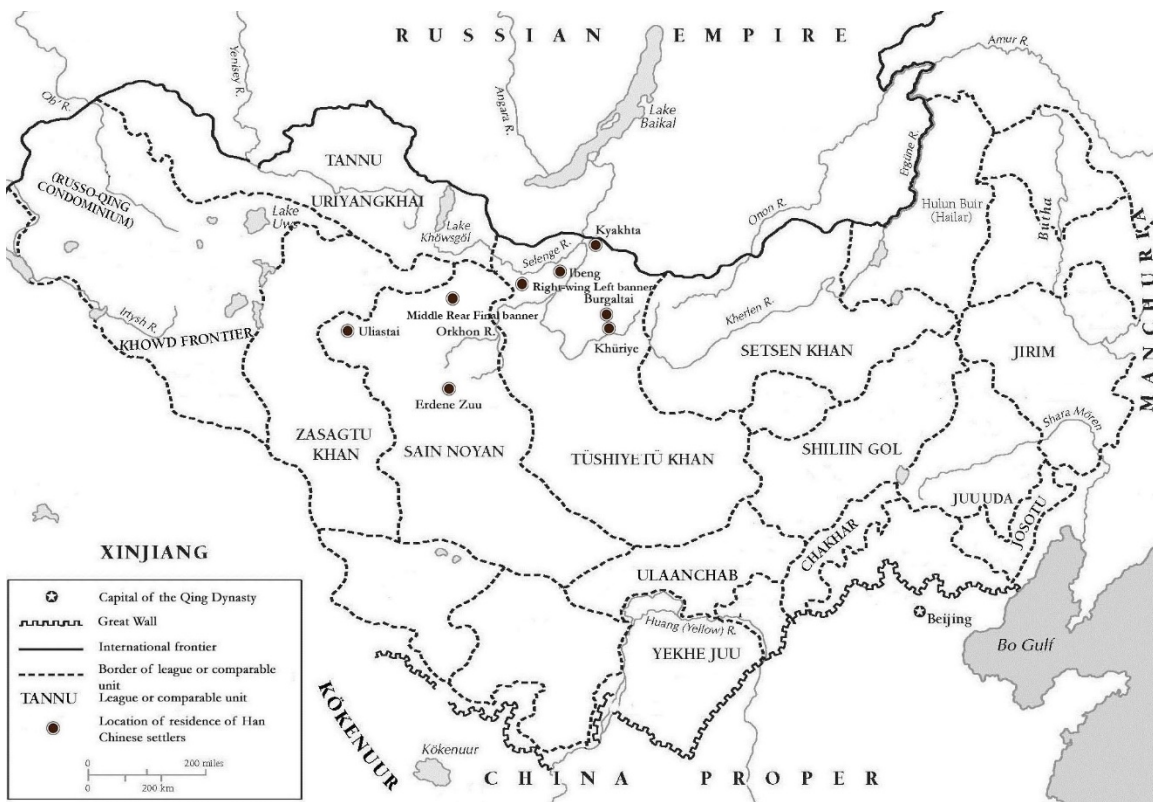 RUSSIAN EMPIRE
Amur R.
Yenisey R.
Ob' R.
Angara R.
Lake
Baikal
Ergüne R.
TANNU
URIYANGKHAI
(RUSSO-QING
CONDOMINIUM)
Lake
Uws
Lake
Khöwsgöl
Onon R.
Hulun Buir
(Hailar)
Butha
MANCHURIA
Kyakhta
Selenge R.
Ibeng
Right-wing Left banner
Burgaltai
Middle Rear Final banner
Orkhon R.
Kherlen R.
Irtysh R.
KHOWD FRONTIER
Uliastai
Khüriye
SETSEN KHAN
JIRIM
Erdene Zuu
Shara Mören
ZASAGTU
KHAN
SAIN NOYAN
TÜSHIYETÜ KHAN
SHILIIN GOL
JUU UDA
JOSOTU
CHAKHAR
XINJIANG
ULAANCHAB
Huang (Yellow) R.
YEKHE JUU
Beijing
Bo Gulf
KÖKENUUR
Kökenuur
CHINA PROPER
Capital of the Qing Dynasty
Great Wall
International frontier
Border of league or comparable
unit
TANNU League or comparable unit
Location of residence of Han
Chinese settlers
0 200 miles
0 200 km